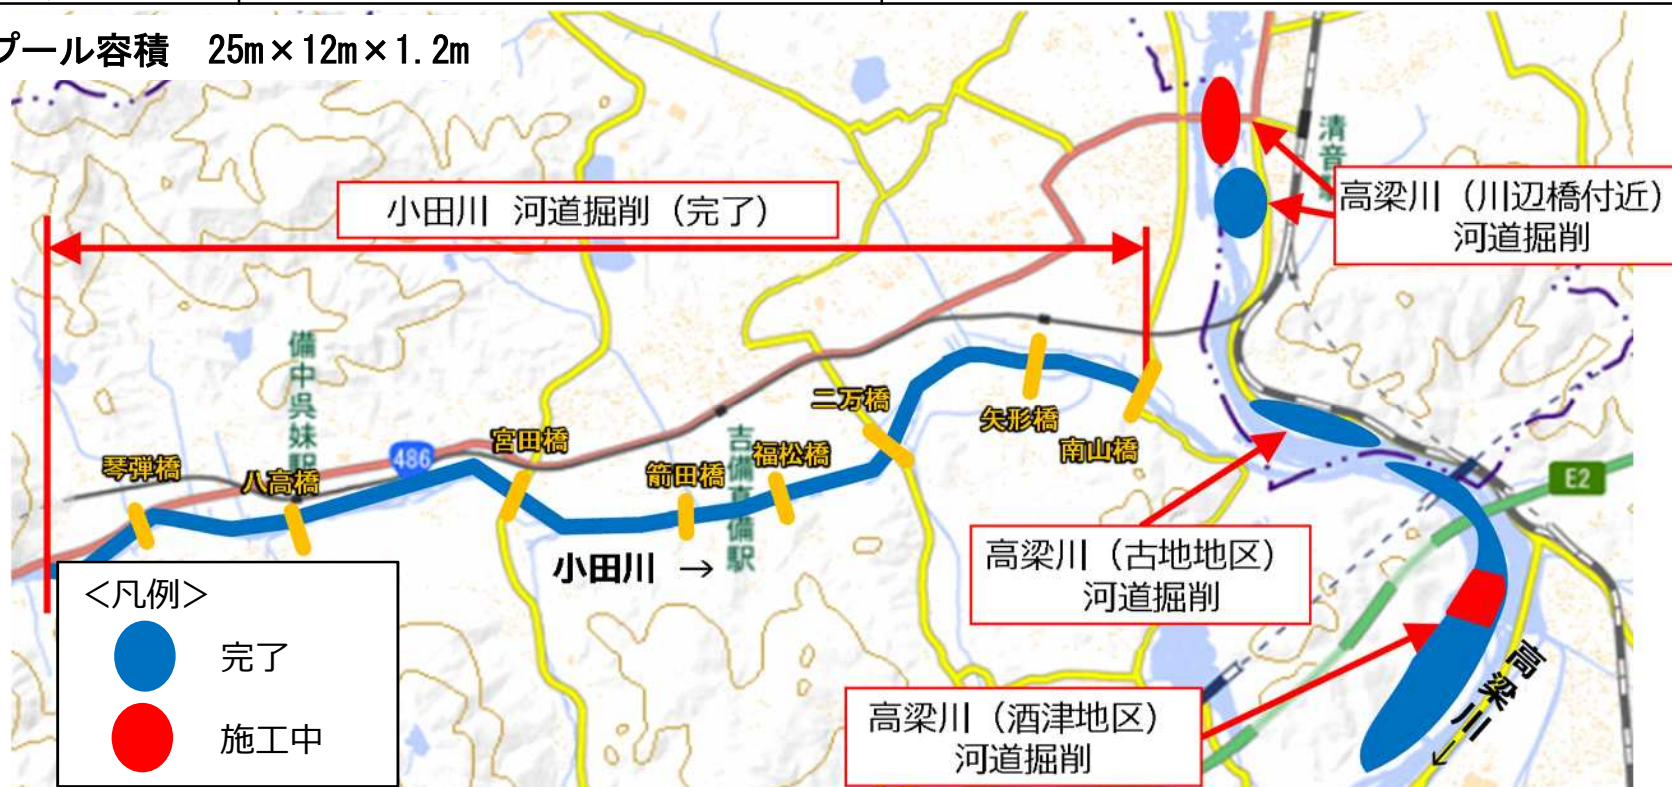 プール容積 25m×12m×1.2m
清音
高梁川（川辺橋付近）
河道掘削
小田川 河道掘削（完了）
備中呉妹駅
二万橋
矢形橋
南山橋
宮田橋
486
琴弾橋
八高橋
箭田橋
福松橋
吉備真備駅
E2
小田川 →
高梁川（古地地区）
河道掘削
＜凡例＞
完了
施工中
高梁川→
高梁川（酒津地区）
河道掘削